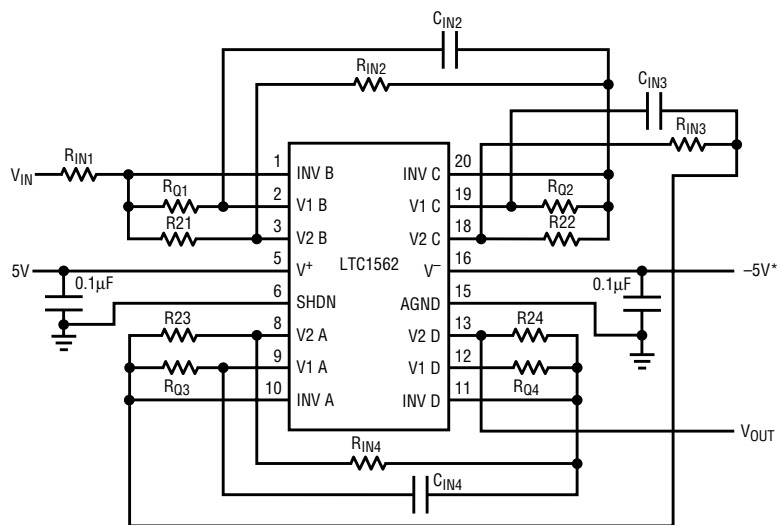 CIN2
RIN2
CIN3
RIN3
VIN
RIN1
1 INV B INV C 20
RQ1 2 V1 B V1 C 19 RQ2
R21 3 V2 B V2 C 18 R22
5V 5 V+ LTC1562 V– 16 –5V*
0.1µF 6 SHDN AGND 15 0.1µF
R23 8 V2 A V2 D 13 R24
RQ3 9 V1 A V1 D 12 RQ4
10 INV A INV D 11
VOUT
RIN4
CIN4